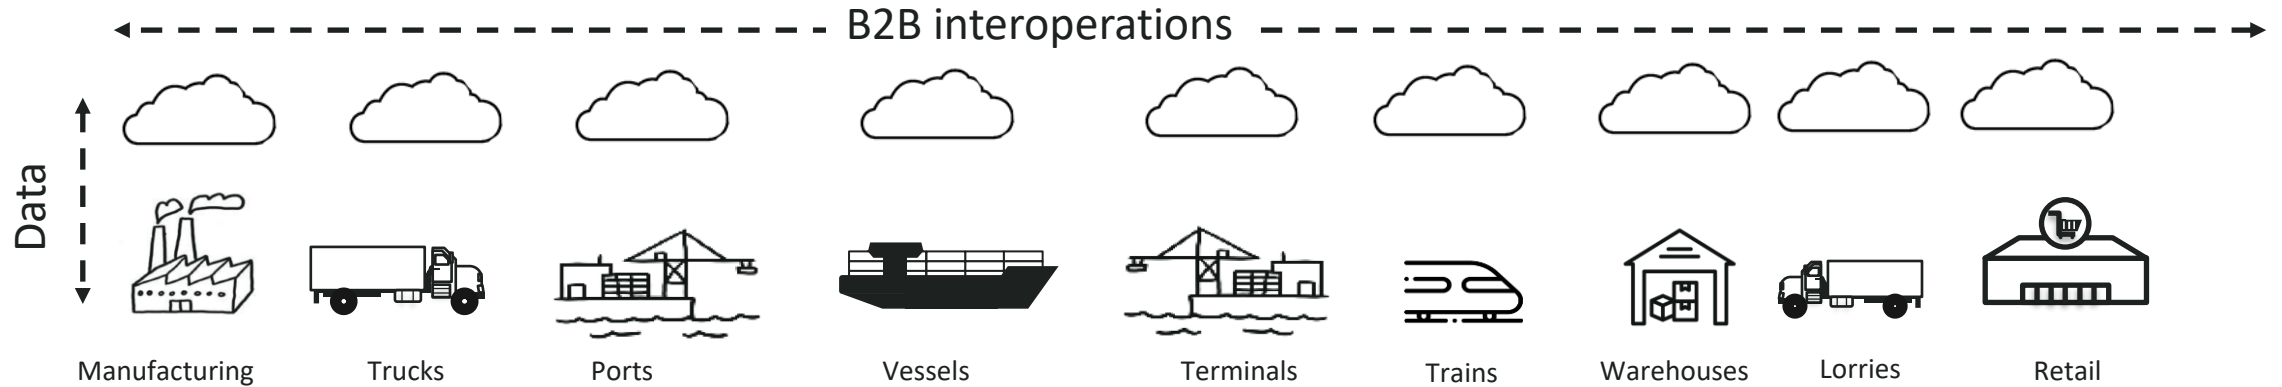 B2B interoperations
Data
Manufacturing
Trucks
Ports
Vessels
Terminals
Trains
Warehouses
Lorries
Retail